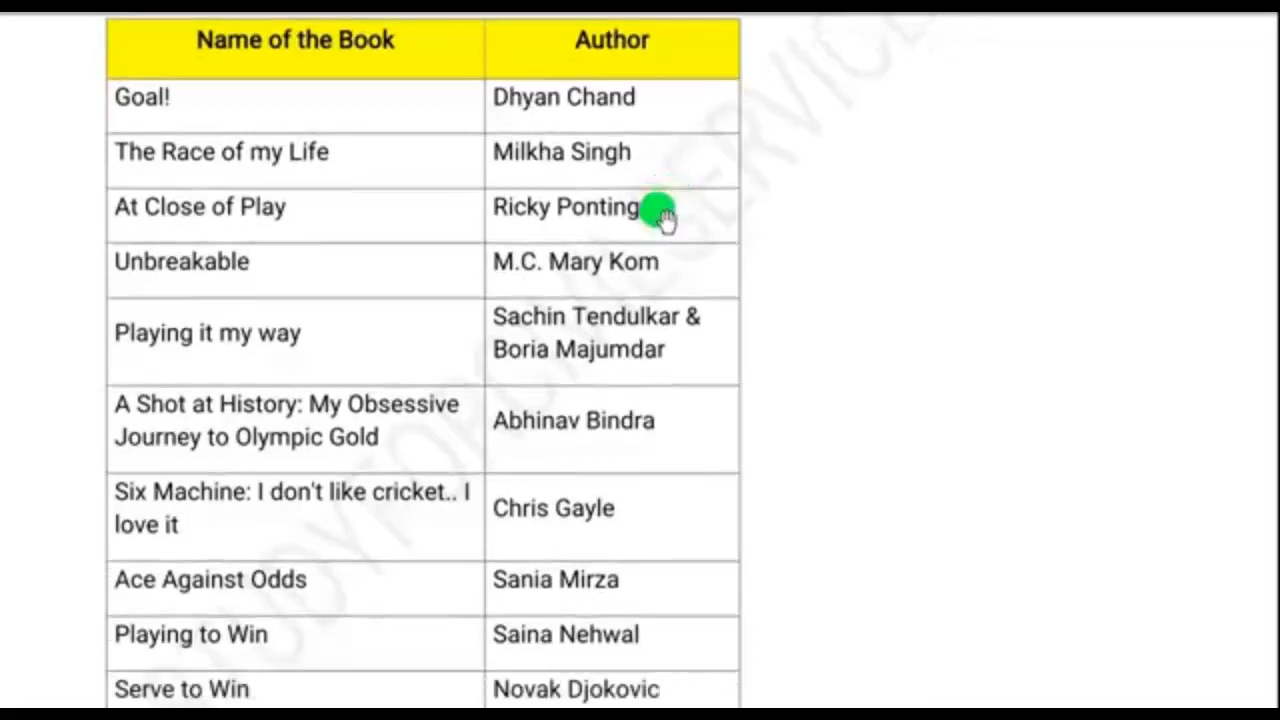 Name of the Book Author
Goal! Dhyan Chand
The Race of my Life Milkha Singh
At Close of Play Ricky Ponting
Unbreakable M.C. Mary Kom
Playing it my way Sachin Tendulkar &
Boria Majumdar
A Shot at History: My Obsessive
Journey to Olympic Gold Abhinav Bindra
Six Machine: I don't like cricket.. I
love it Chris Gayle
Ace Against Odds Sania Mirza
Playing to Win Saina Nehwal
Serve to Win Novak Djokovic